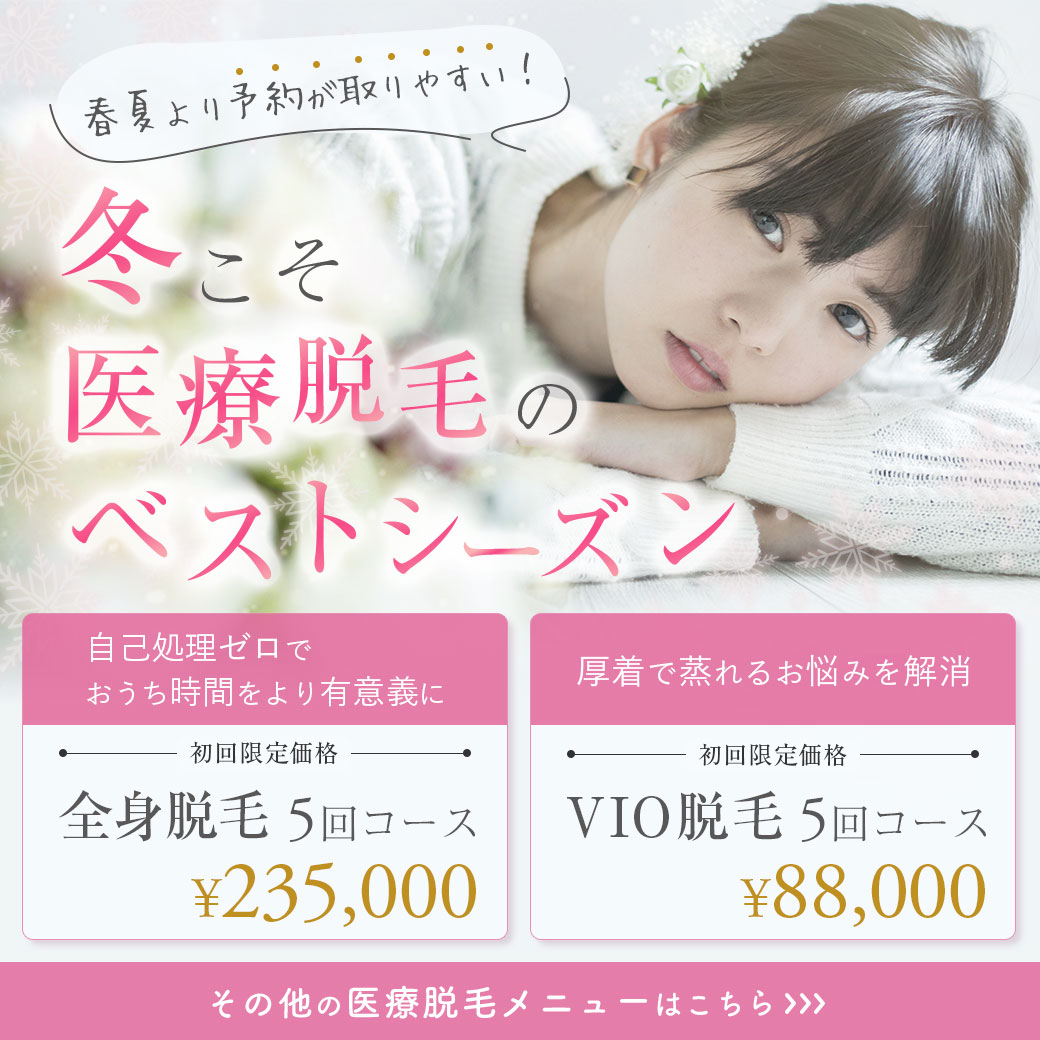 春夏より予約が取りやすい！
冬こそ
医療脱毛の
ベストシーズン
自己処理ゼロで
おうち時間をより有意義に
初回限定価格
全身脱毛 5回コース
¥235,000
厚着で蒸れるお悩みを解消
初回限定価格
VIO脱毛 5回コース
¥88,000
その他の医療脱毛メニューはこちら